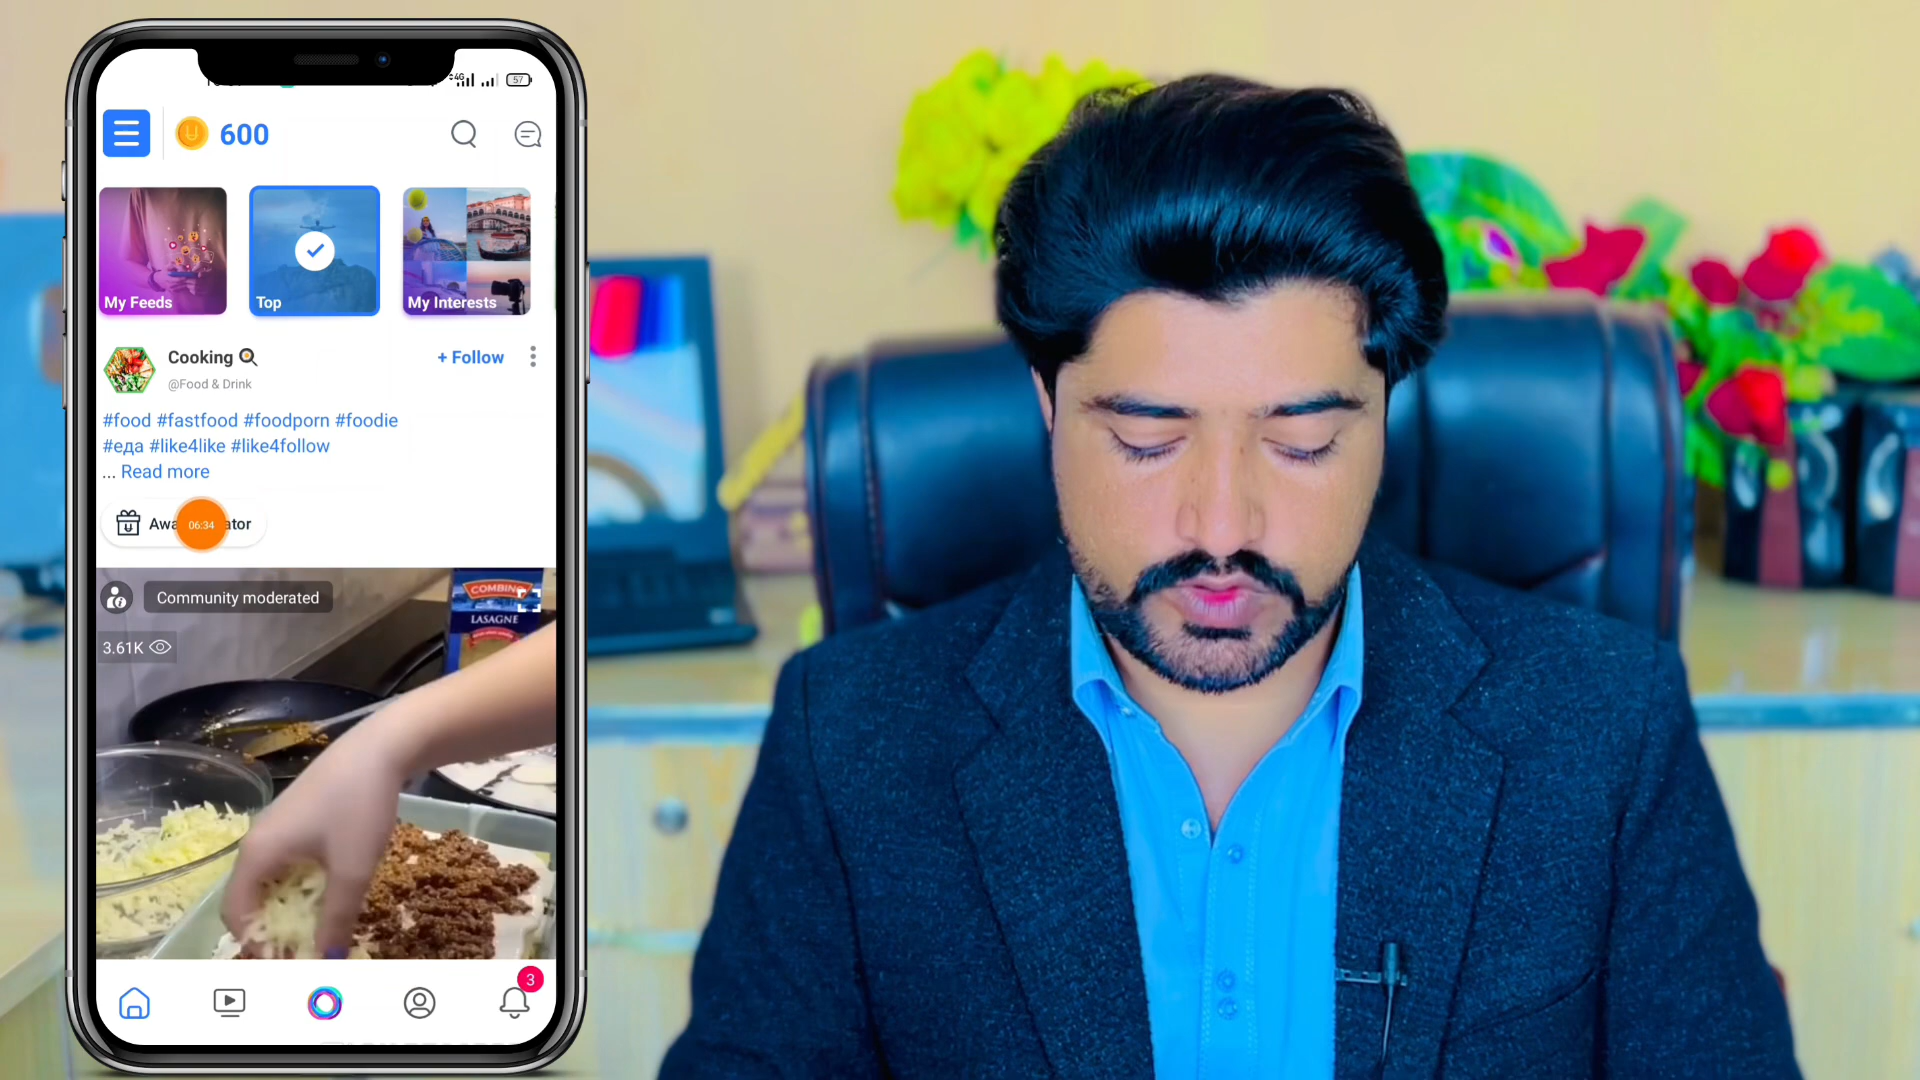 57
600
My Feeds
Top
My Interests
Cooking
+ Follow
@Food & Drink
#food #fastfood #foodporn #foodie
#еда #like4like #like4follow
... Read more
06:34
Community moderated
COMBINO
LASAGNE
3.61K
3